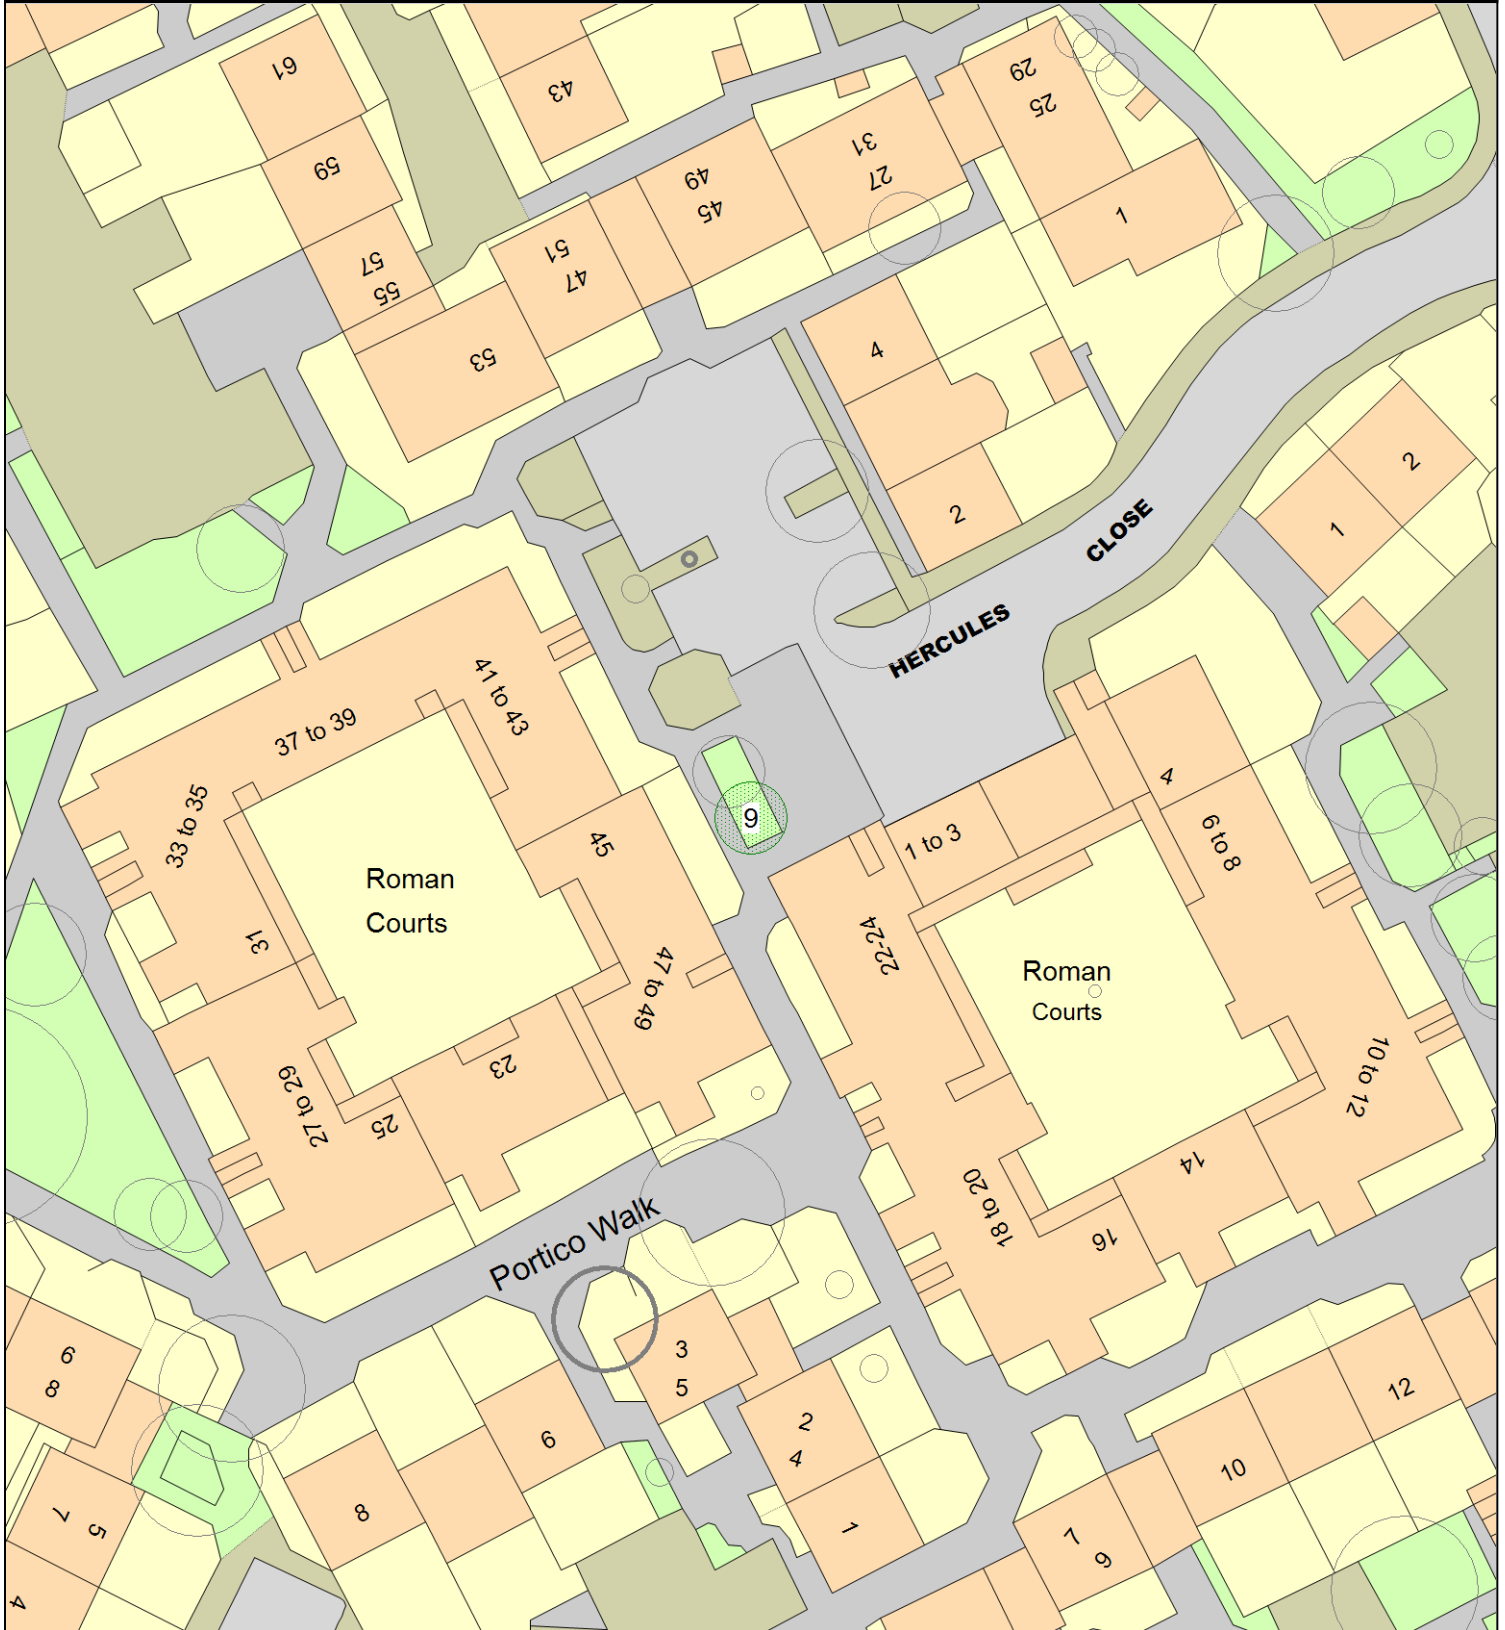 61
43
29
25
59
31
27
49
45
1
57
55
51
47
53
4
2
2
1
CLOSE
HERCULES
41 to 43
37 to 39
33 to 35
45
9
4
1 to 3
6 to 8
Roman
Courts
31
22-24
47 to 49
Roman
Courts
23
27 to 29
25
10 to 12
14
18 to 20
16
Portico Walk
6
8
3
5
2
4
6
8
12
10
7
5
1
7
9
4